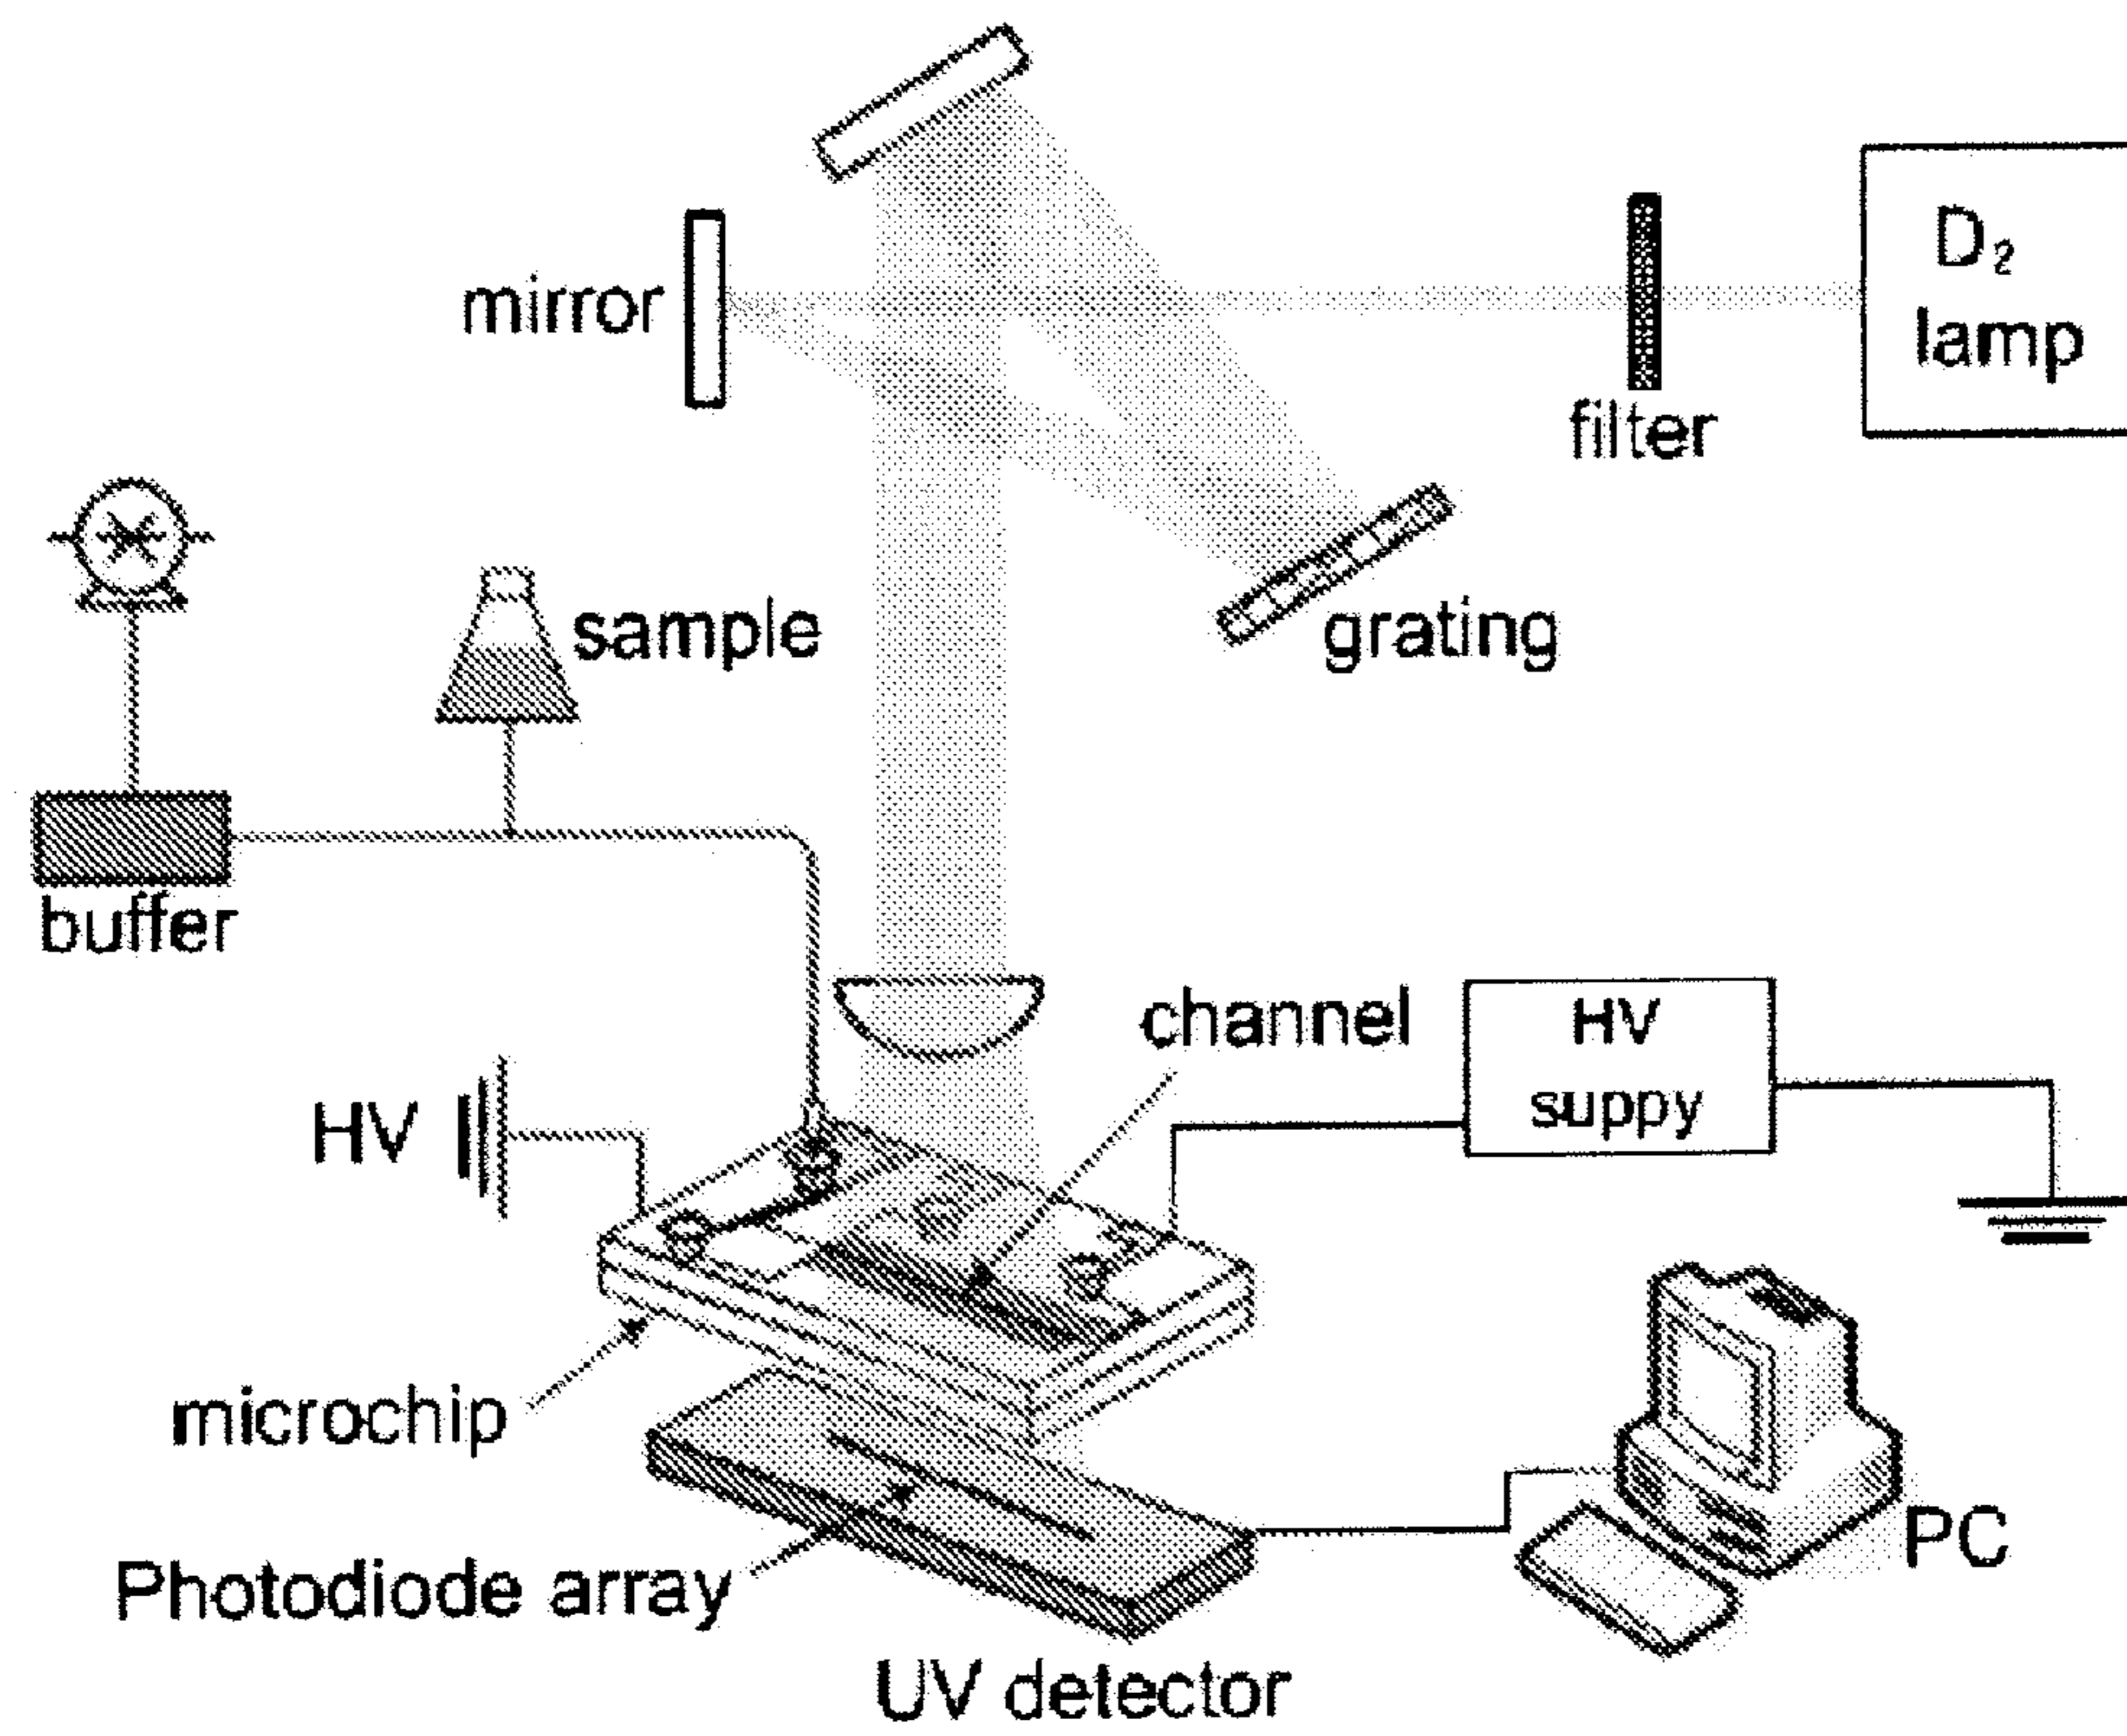 D₂
lamp
mirror
filter
sample
grating
buffer
channel
HV
suppy
HV
microchip
PC
Photodiode array
UV detector